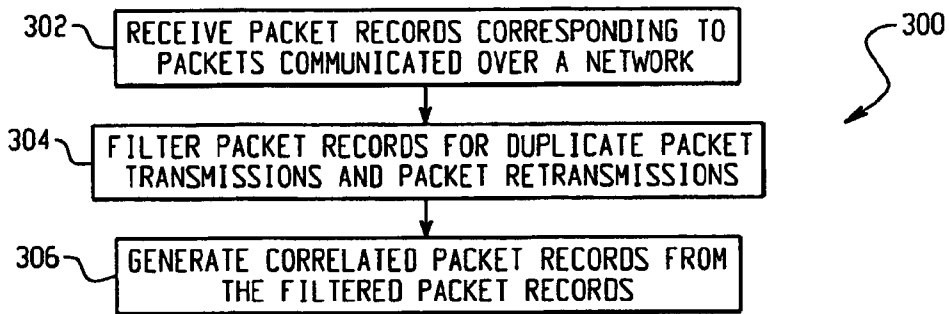 302
RECEIVE PACKET RECORDS CORRESPONDING TO
PACKETS COMMUNICATED OVER A NETWORK
300
304
FILTER PACKET RECORDS FOR DUPLICATE PACKET
TRANSMISSIONS AND PACKET RETRANSMISSIONS
306
GENERATE CORRELATED PACKET RECORDS FROM
THE FILTERED PACKET RECORDS